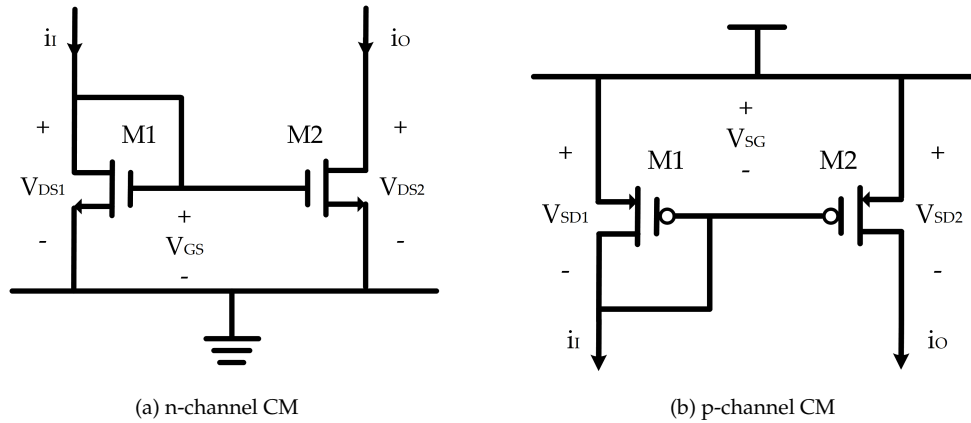 iI
iO
+
M1
M2
+
VDS1
VDS2
+
-
VGS
-
-
(a) n-channel CM
+
VSG
+
M1
M2
+
-
VSD1
VSD2
-
-
iI
iO
(b) p-channel CM